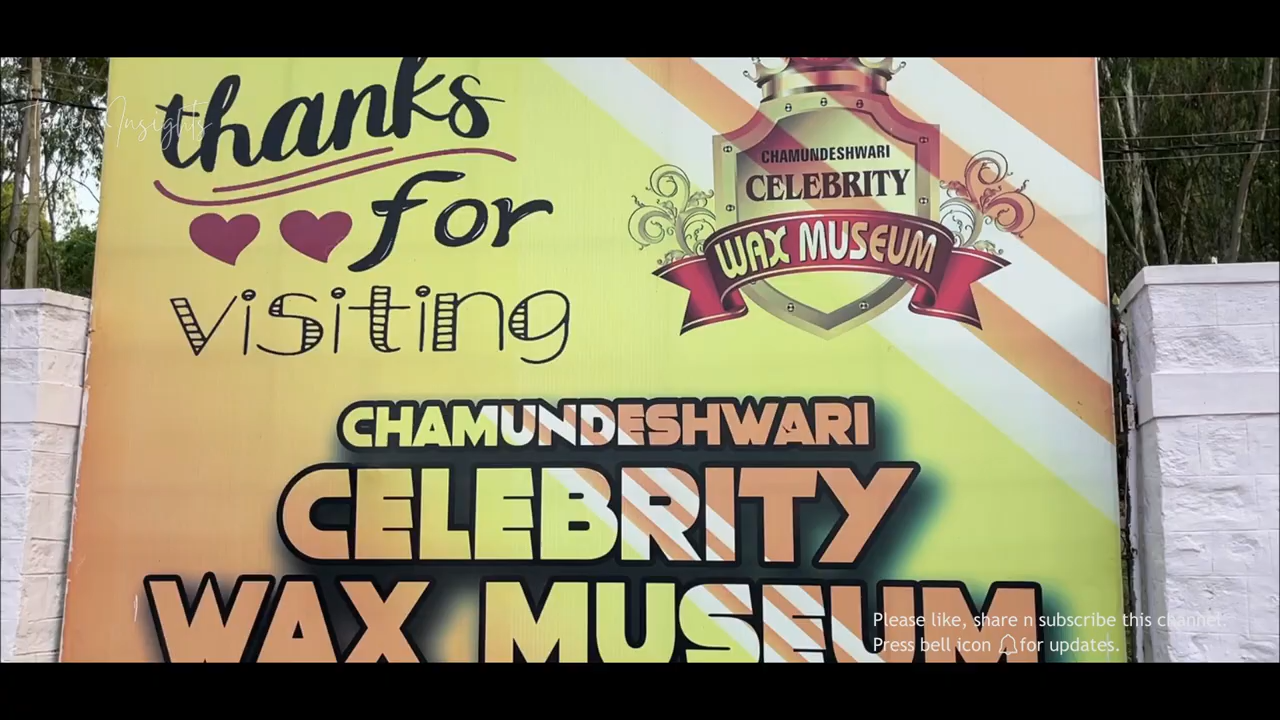 thanks
for
visiting
CHAMUNDESHWARI
CELEBRITY
WAX MUSEUM
CHAMUNDESHWARI
CELEBRITY
WAX MUSEUM
Insights
Please like, share n subscribe this channel.
Press bell icon 🔔for updates.